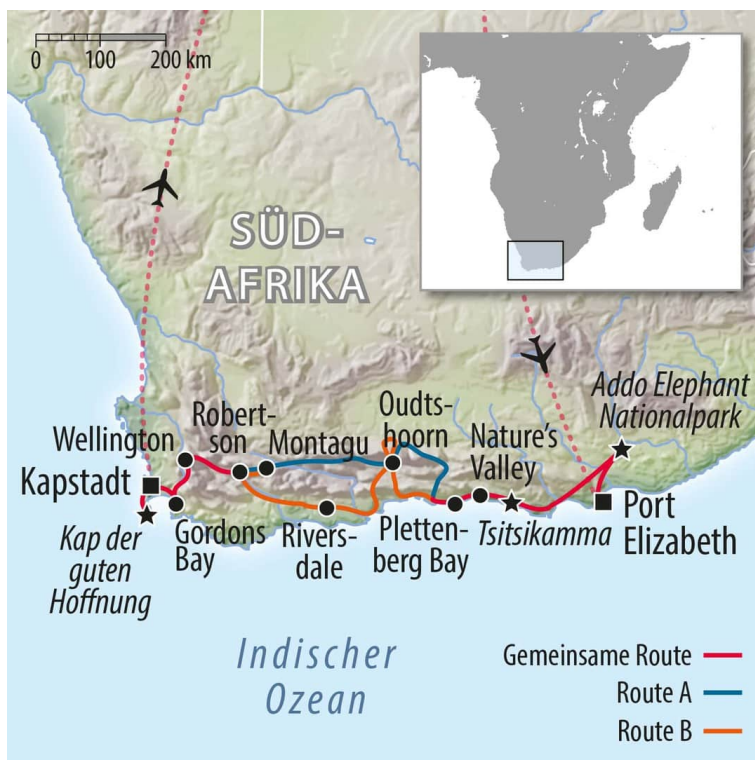 0 100 200 km
SÜD-
AFRIKA
Addo Elephant
Nationalpark
Oudts-
hoorn
Robert-
son
Nature's
Valley
Wellington
Montagu
Kapstadt
Tsitsikamma
Port
Elizabeth
Gordons
Bay
Rivers-
dale
Pletten-
berg Bay
Kap der
guten
Hoffnung
Indischer
Ozean
Gemeinsame Route
Route A
Route B